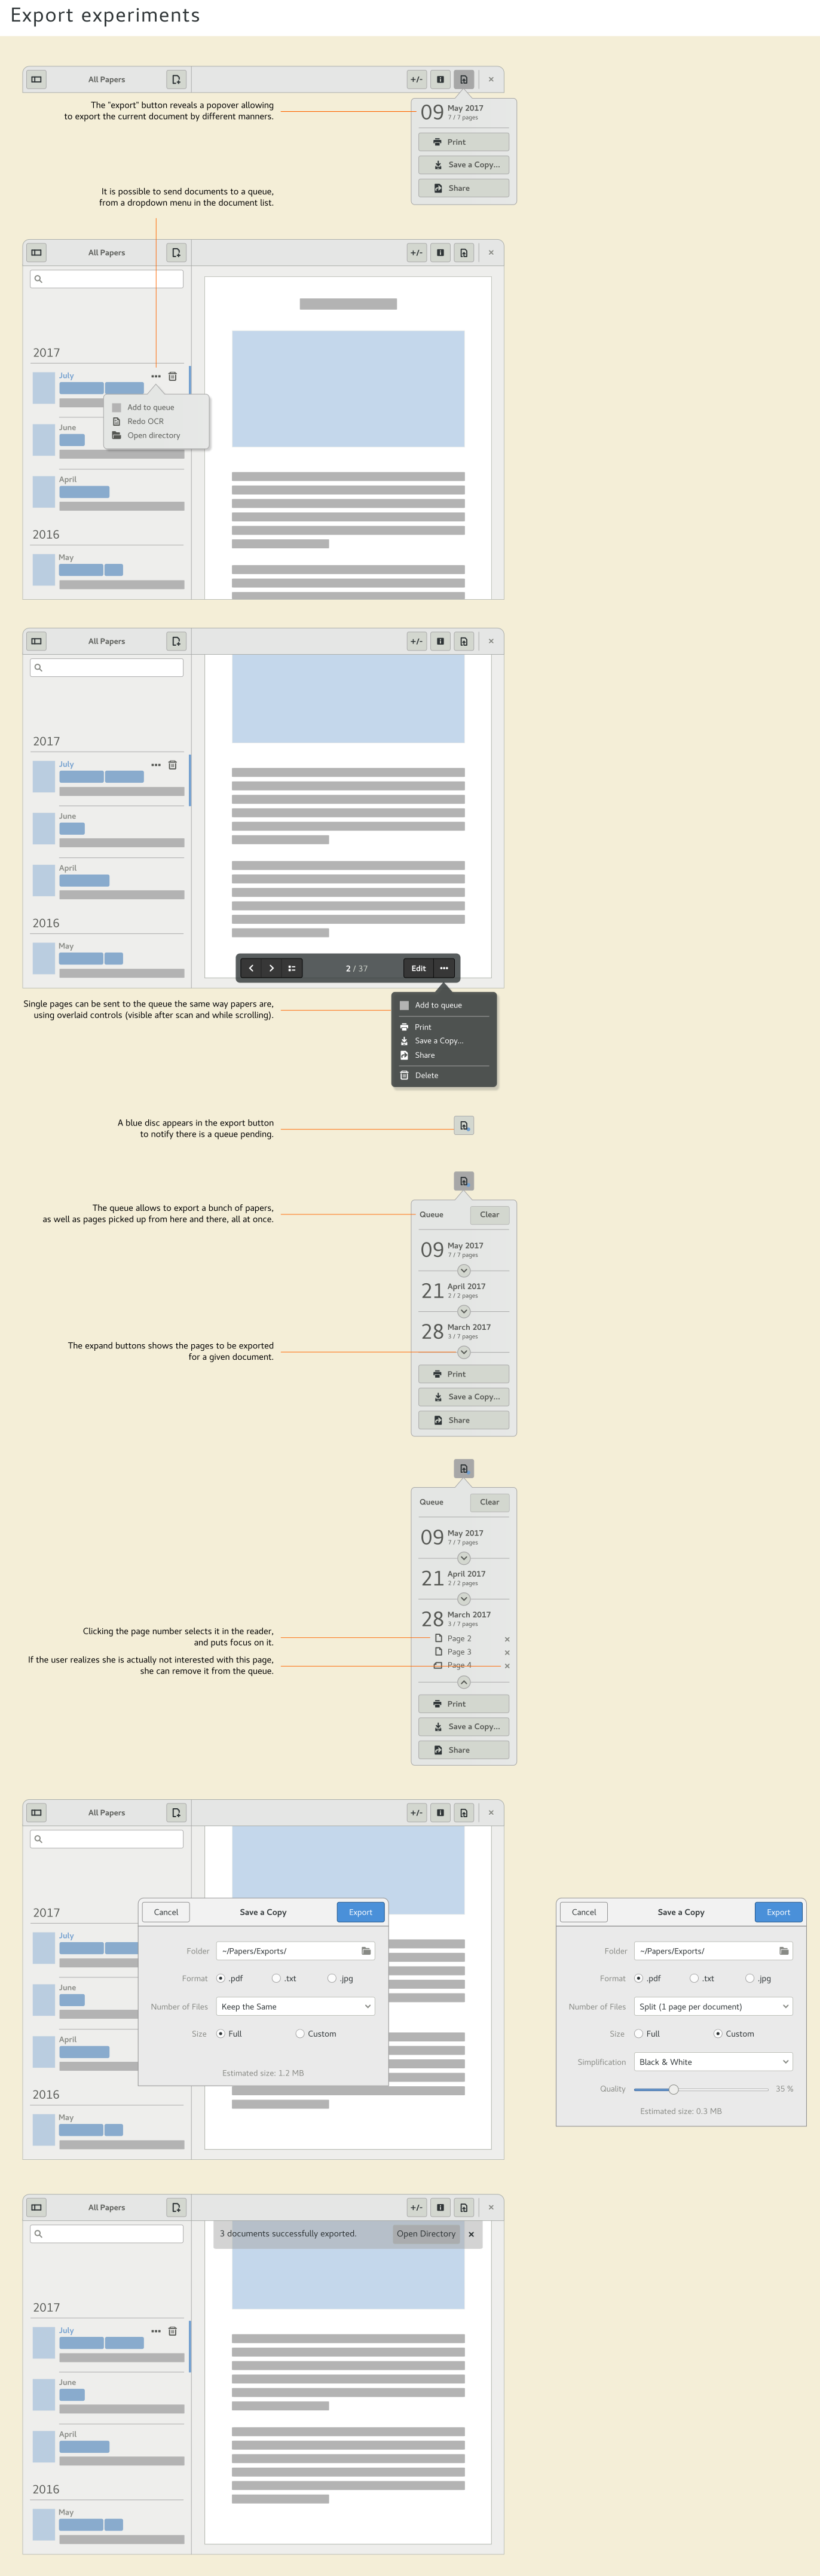 Export experiments
All Papers
+/-
The "export" button reveals a popover allowing
to export the current document by different manners.
09 May 2017
7 / 7 pages
Print
Save a Copy...
Share
It is possible to send documents to a queue,
from a dropdown menu in the document list.
All Papers
+/-
2017
July
Add to queue
Redo OCR
Open directory
June
April
2016
May
All Papers
+/-
2017
July
June
April
2016
May
2 / 37
Edit
Single pages can be sent to the queue the same way papers are,
using overlaid controls (visible after scan and while scrolling).
Add to queue
Print
Save a Copy...
Share
Delete
A blue disc appears in the export button
to notify there is a queue pending.
The queue allows to export a bunch of papers,
as well as pages picked up from here and there, all at once.
Queue
Clear
09 May 2017
7 / 7 pages
21 April 2017
2 / 2 pages
28 March 2017
3 / 7 pages
The expand buttons shows the pages to be exported
for a given document.
Print
Save a Copy...
Share
Queue
Clear
09 May 2017
7 / 7 pages
21 April 2017
2 / 2 pages
28 March 2017
3 / 7 pages
Clicking the page number selects it in the reader,
and puts focus on it.
Page 2
Page 3
Page 4
If the user realizes she is actually not interested with this page,
she can remove it from the queue.
Print
Save a Copy...
Share
All Papers
+/-
2017
July
June
April
2016
May
Cancel
Save a Copy
Export
Folder ~/Papers/Exports/
Format .pdf .txt .jpg
Number of Files Keep the Same
Size Full Custom
Estimated size: 1.2 MB
Cancel
Save a Copy
Export
Folder ~/Papers/Exports/
Format .pdf .txt .jpg
Number of Files Split (1 page per document)
Size Full Custom
Simplification Black & White
Quality 35 %
Estimated size: 0.3 MB
All Papers
+/-
3 documents successfully exported.
Open Directory
2017
July
June
April
2016
May